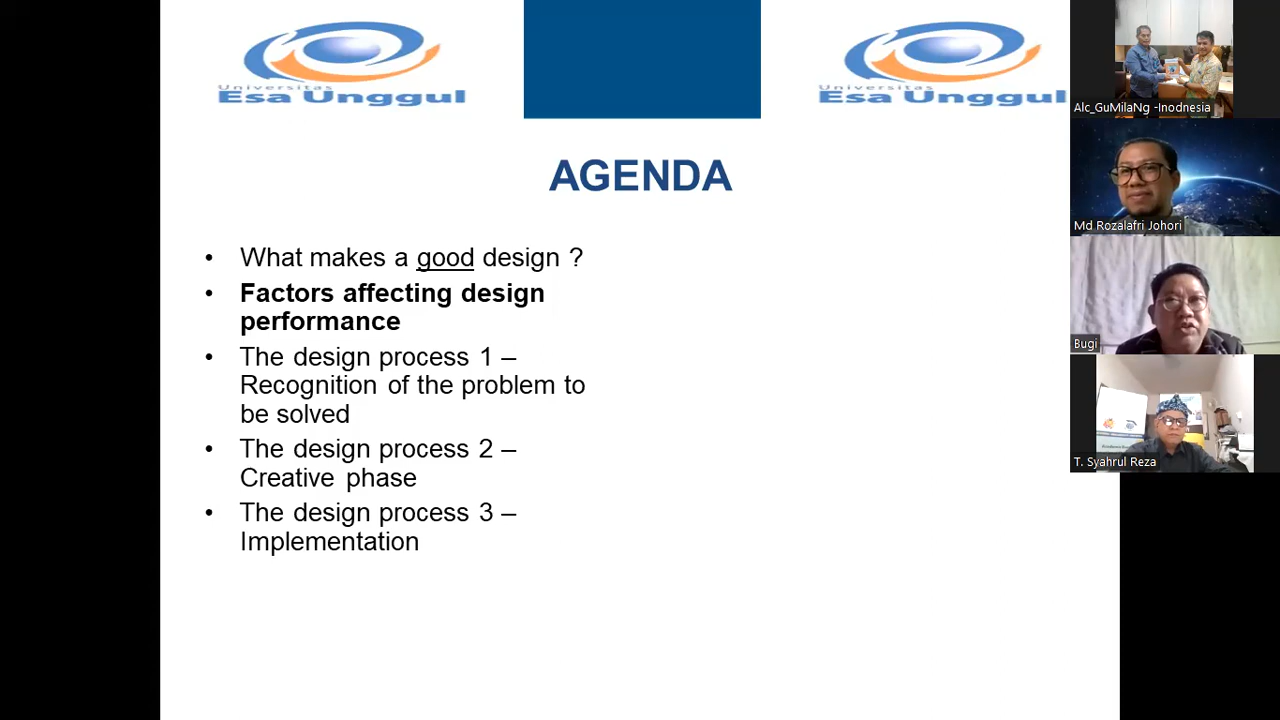 Universitas
Esa Unggul
Universitas
Esa Unggul
AGENDA
• What makes a good design ?
• Factors affecting design
performance
• The design process 1 –
Recognition of the problem to
be solved
• The design process 2 –
Creative phase
• The design process 3 –
Implementation
Alc_GuMilaNg -Inodnesia
Md Rozalafri Johori
Bugi
T. Syahrul Reza